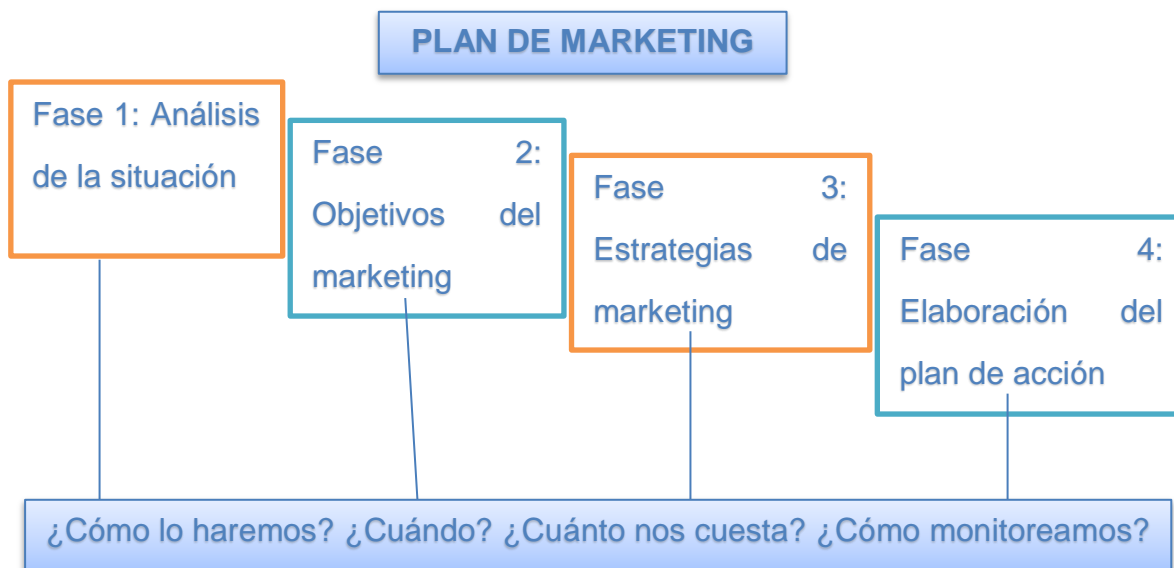 PLAN DE MARKETING
Fase 1: Análisis
de la situación
Fase 2:
Objetivos del
marketing
Fase 3:
Estrategias de
marketing
Fase 4:
Elaboración del
plan de acción
¿Cómo lo haremos? ¿Cuándo? ¿Cuánto nos cuesta? ¿Cómo monitoreamos?